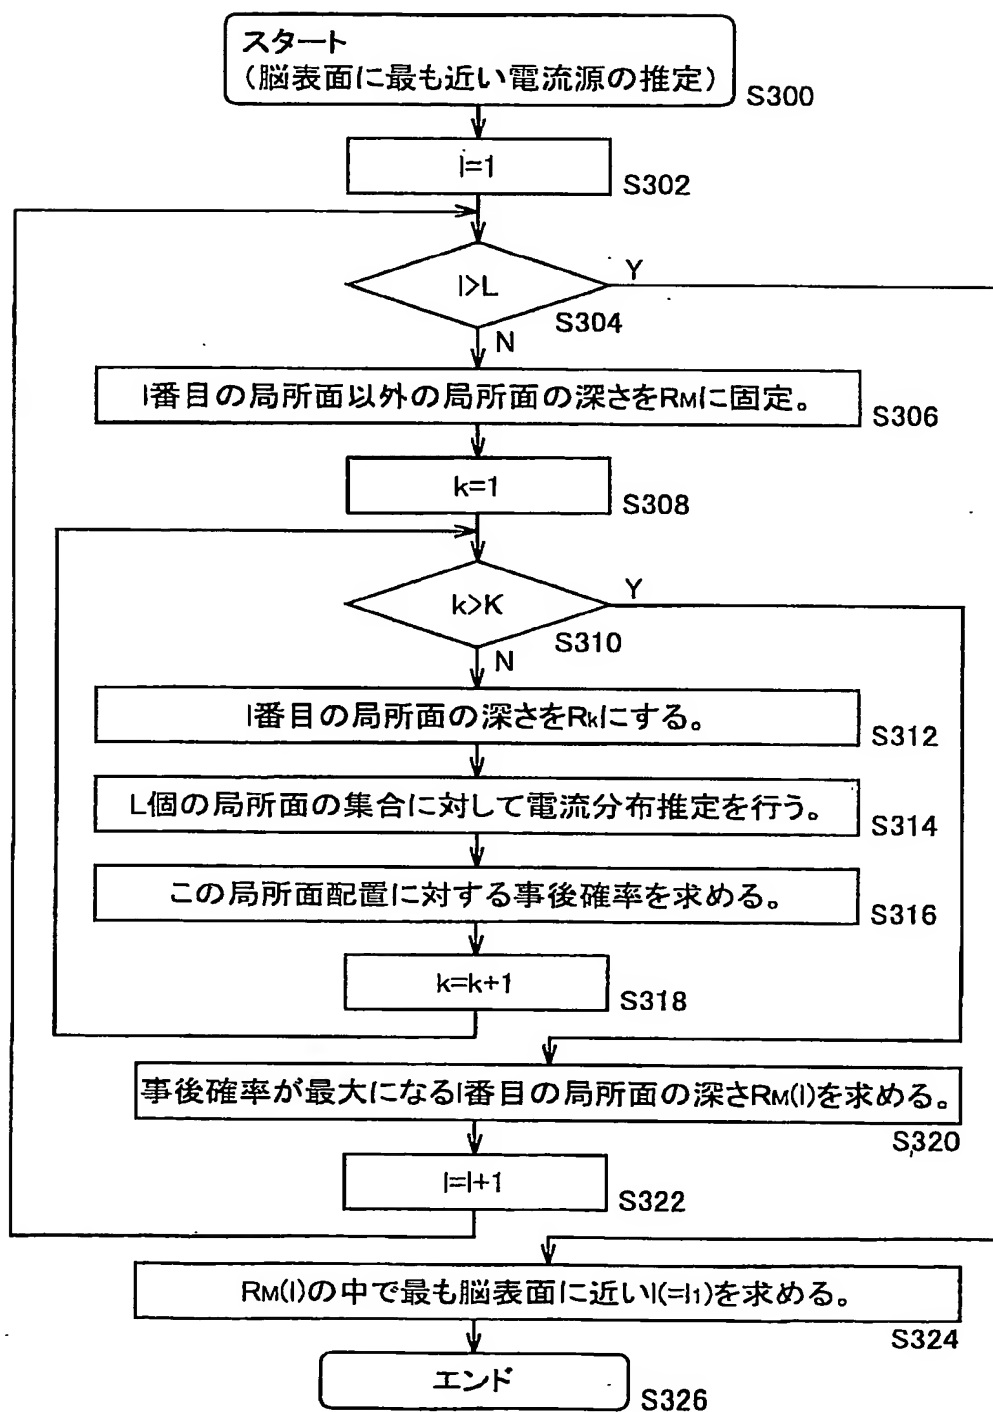 スタート
(脳表面に最も近い電流源の推定)
S300
l=1
S302
l>L
Y
S304
N
l番目の局所面以外の局所面の深さをRMに固定。
S306
k=1
S308
k>K
Y
S310
N
l番目の局所面の深さをRkにする。
S312
L個の局所面の集合に対して電流分布推定を行う。
S314
この局所面配置に対する事後確率を求める。
S316
k=k+1
S318
事後確率が最大になるl番目の局所面の深さRM(l)を求める。
S320
l=l+1
S322
RM(l)の中で最も脳表面に近いl(=l1)を求める。
S324
エンド
S326